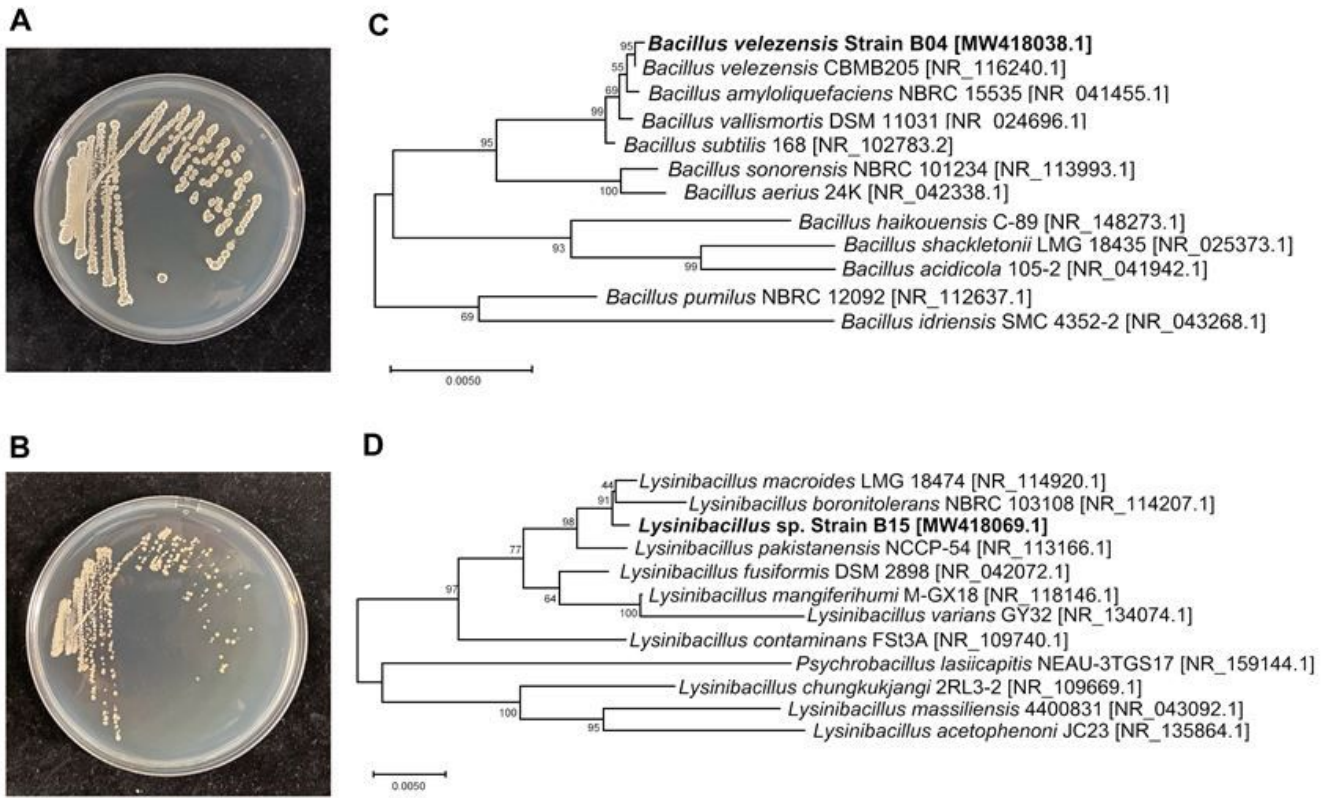 A
C
95
Bacillus velezensis Strain B04 [MW418038.1]
55
Bacillus velezensis CBMB205 [NR_116240.1]
69
Bacillus amyloliquefaciens NBRC 15535 [NR_041455.1]
99
Bacillus vallismortis DSM 11031 [NR_024696.1]
95
Bacillus subtilis 168 [NR_102783.2]
Bacillus sonorensis NBRC 101234 [NR_113993.1]
100
Bacillus aerius 24K [NR_042338.1]
Bacillus haikouensis C-89 [NR_148273.1]
93
Bacillus shackletonii LMG 18435 [NR_025373.1]
99
Bacillus acidicola 105-2 [NR_041942.1]
Bacillus pumilus NBRC 12092 [NR_112637.1]
69
Bacillus idriensis SMC 4352-2 [NR_043268.1]
0.0050
B
D
44
Lysinibacillus macroides LMG 18474 [NR_114920.1]
91
Lysinibacillus boronitolerans NBRC 103108 [NR_114207.1]
98
Lysinibacillus sp. Strain B15 [MW418069.1]
77
Lysinibacillus pakistanensis NCCP-54 [NR_113166.1]
Lysinibacillus fusiformis DSM 2898 [NR_042072.1]
97
64
Lysinibacillus mangiferihumi M-GX18 [NR_118146.1]
100
Lysinibacillus varians GY32 [NR_134074.1]
Lysinibacillus contaminans FSt3A [NR_109740.1]
Psychrobacillus lasiicapitis NEAU-3TGS17 [NR_159144.1]
Lysinibacillus chungkukjangi 2RL3-2 [NR_109669.1]
100
Lysinibacillus massiliensis 4400831 [NR_043092.1]
95
Lysinibacillus acetophenoni JC23 [NR_135864.1]
0.0050